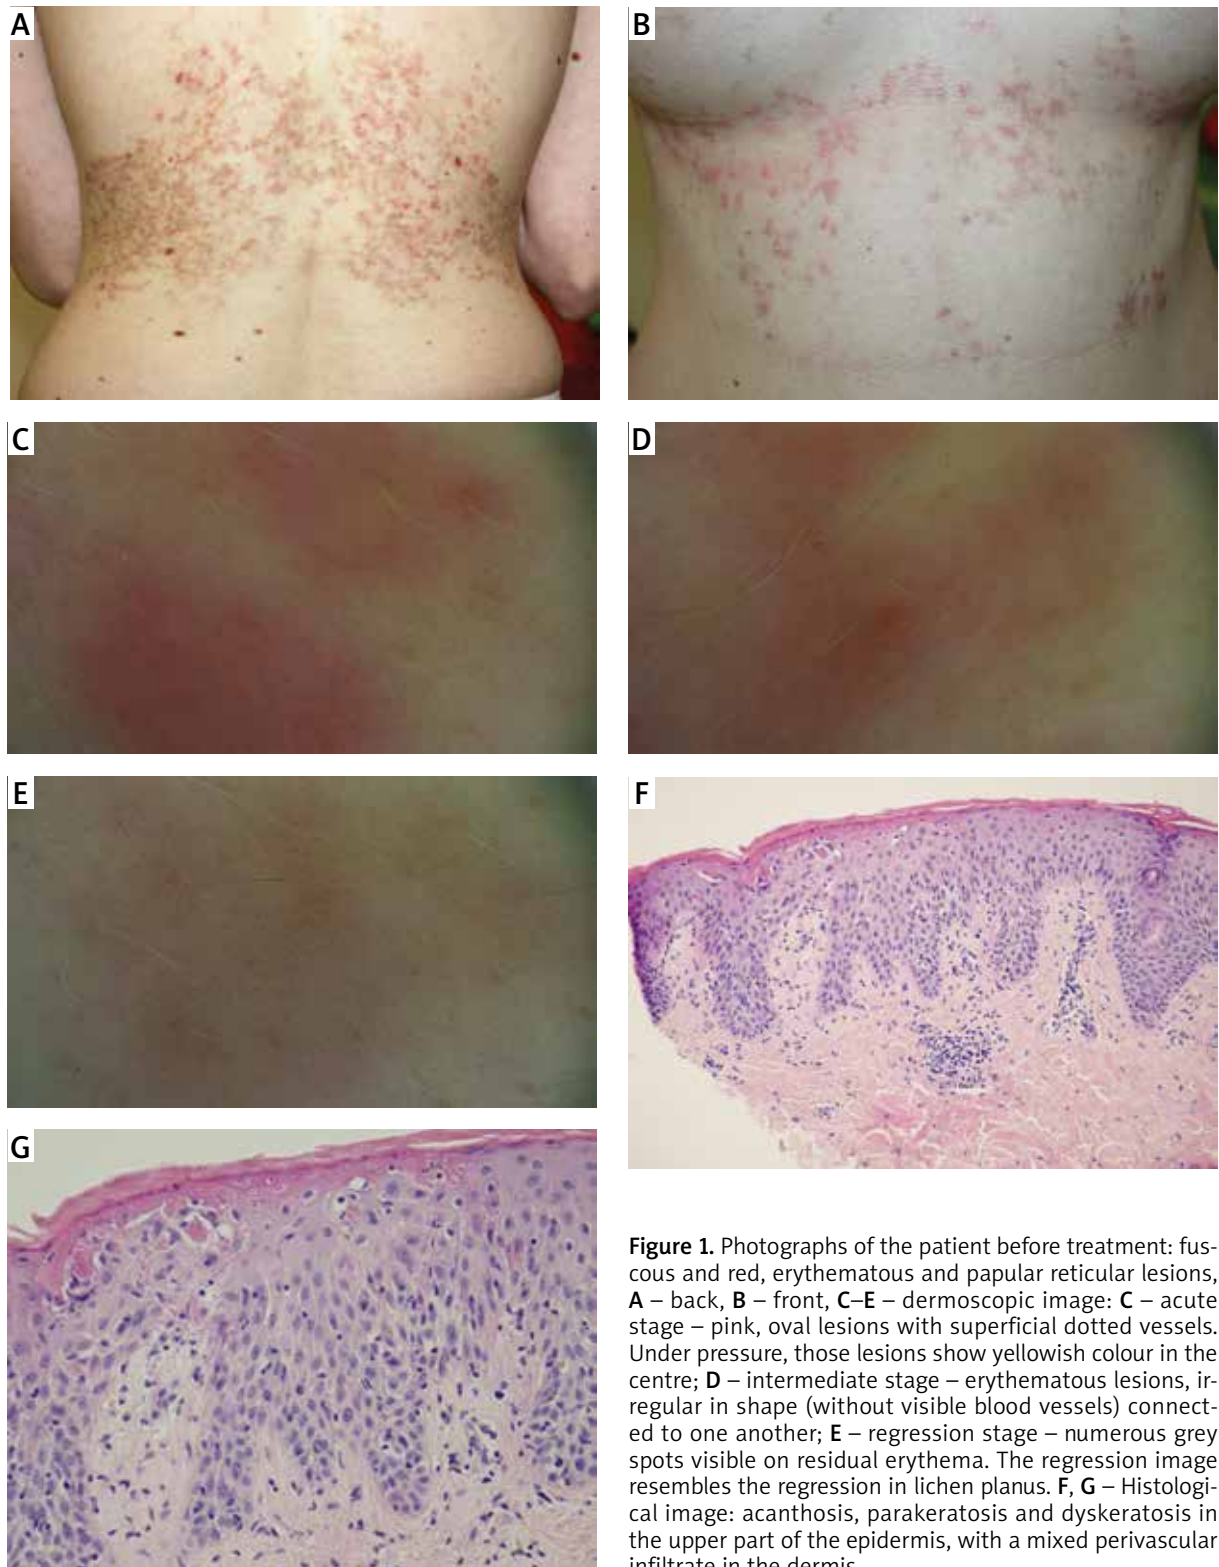 A
B
C
D
E
F
G
Figure 1. Photographs of the patient before treatment: fus-
cous and red, erythematous and papular reticular lesions,
A – back, B – front, C–E – dermoscopic image: C – acute
stage – pink, oval lesions with superficial dotted vessels.
Under pressure, those lesions show yellowish colour in the
centre; D – intermediate stage – erythematous lesions, ir-
regular in shape (without visible blood vessels) connect-
ed to one another; E – regression stage – numerous grey
spots visible on residual erythema. The regression image
resembles the regression in lichen planus. F, G – Histologi-
cal image: acanthosis, parakeratosis and dyskeratosis in
the upper part of the epidermis, with a mixed perivascular
infiltrate in the dermis